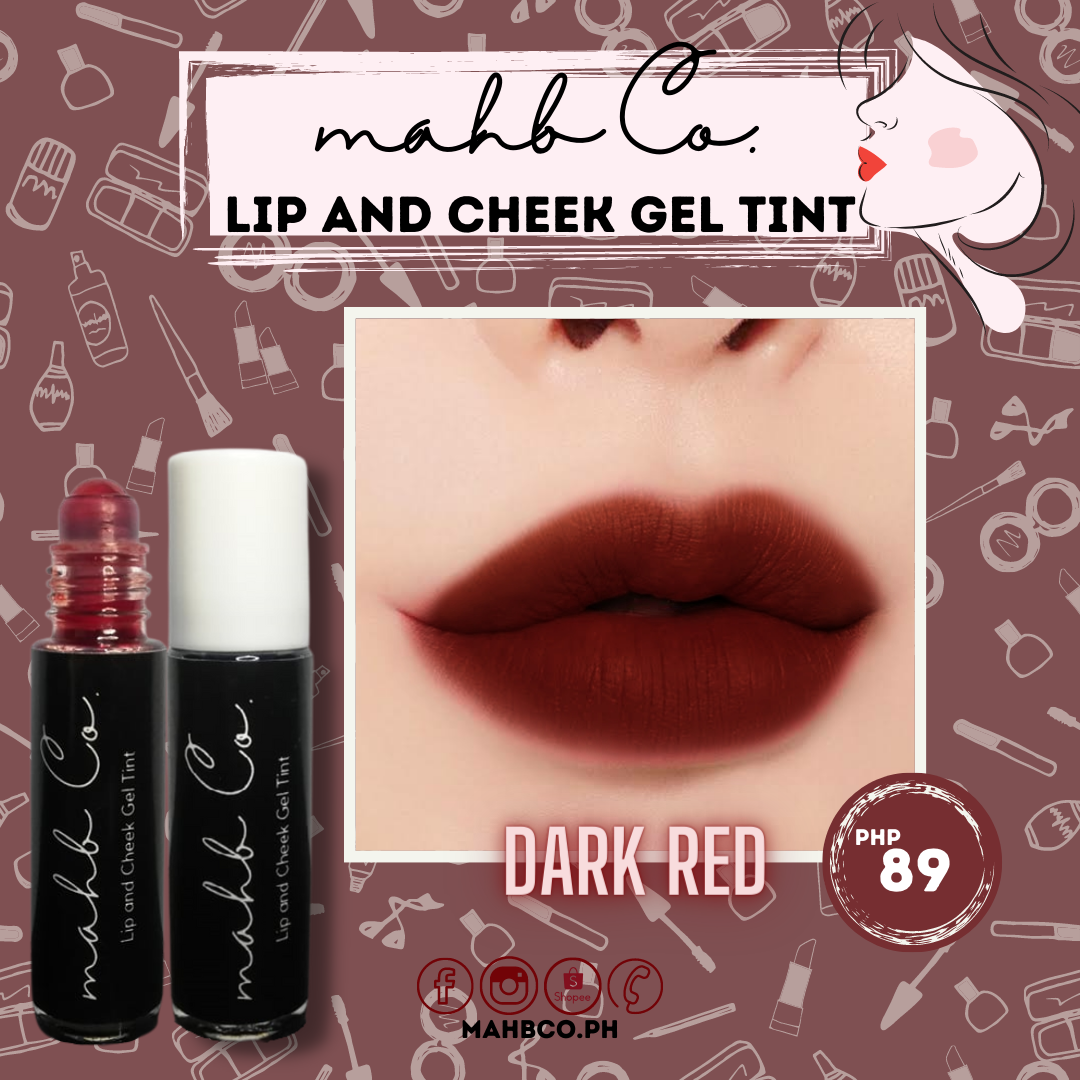 mahb Co.
LIP AND CHEEK GEL TINT
mahb Co.
Lip and Cheek Gel Tint
mahb Co.
Lip and Cheek Gel Tint
DARK RED
PHP
89
Shopee
MAHBCO.PH